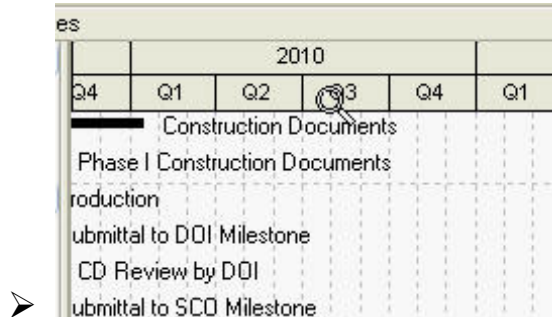 es
2010
Q4 Q1 Q2 Q3 Q4 Q1
Construction Documents
Phase I Construction Documents
roduction
ubmittal to DOI Milestone
CD Review by DOI
ubmittal to SCO Milestone